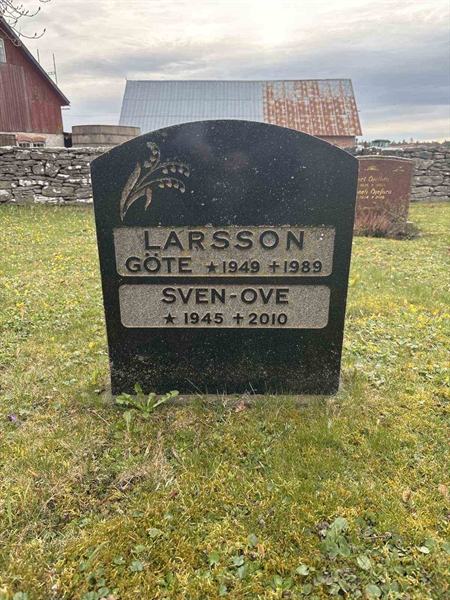 LARSSON
GÖTE ★ 1949 + 1989
SVEN-OVE
★ 1945 + 2010